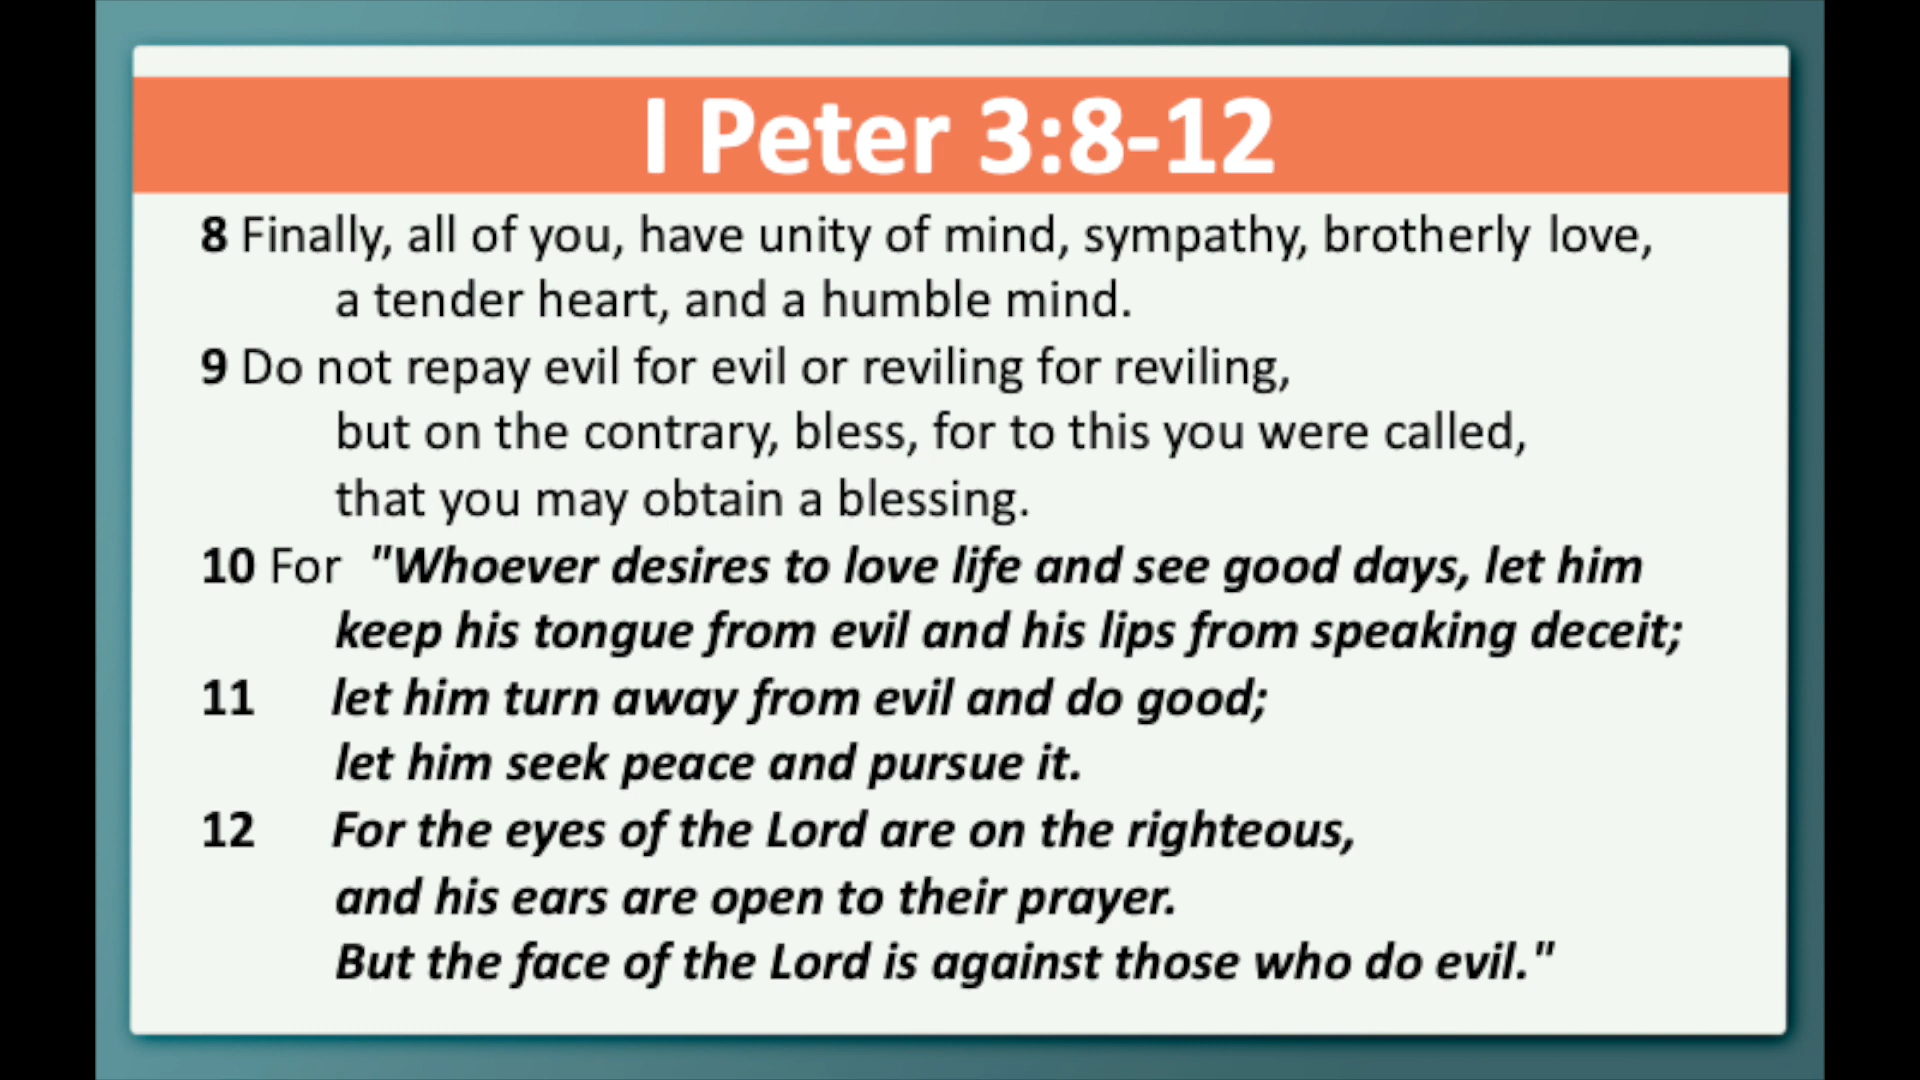 I Peter 3:8-12
8 Finally, all of you, have unity of mind, sympathy, brotherly love,
a tender heart, and a humble mind.
9 Do not repay evil for evil or reviling for reviling,
but on the contrary, bless, for to this you were called,
that you may obtain a blessing.
10 For "Whoever desires to love life and see good days, let him
keep his tongue from evil and his lips from speaking deceit;
11 let him turn away from evil and do good;
let him seek peace and pursue it.
12 For the eyes of the Lord are on the righteous,
and his ears are open to their prayer.
But the face of the Lord is against those who do evil."